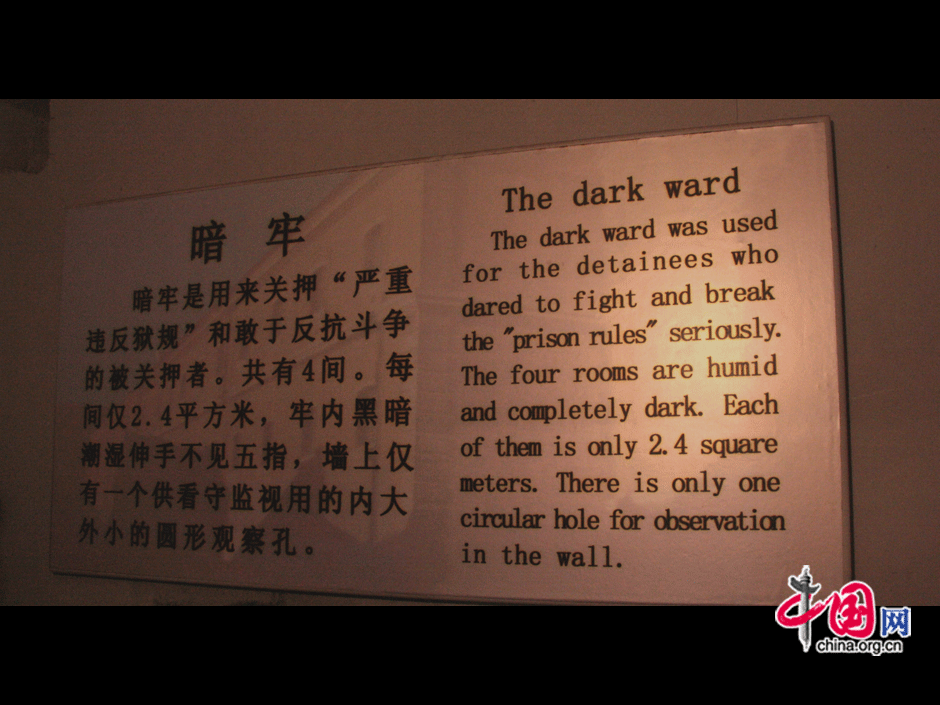 暗 牢
暗牢是用来关押“严重
违反狱规”和敢于反抗斗争
的被关押者。共有4间。每
间仅2.4平方米，牢内黑暗
潮湿伸手不见五指，墙上仅
有一个供看守监视用的内大
外小的圆形观察孔。
The dark ward
The dark ward was used
for the detainees who
dared to fight and break
the "prison rules" seriously.
The four rooms are humid
and completely dark. Each
of them is only 2.4 square
meters. There is only one
circular hole for observation
in the wall.
中国网
china.org.cn